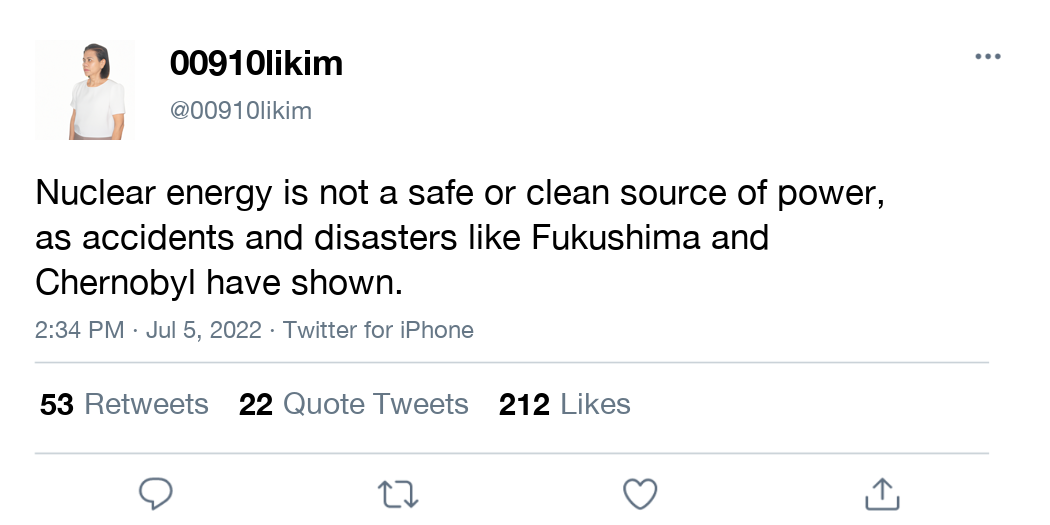 00910likim
@00910likim
Nuclear energy is not a safe or clean source of power,
as accidents and disasters like Fukushima and
Chernobyl have shown.
2:34 PM · Jul 5, 2022 · Twitter for iPhone
53 Retweets 22 Quote Tweets 212 Likes